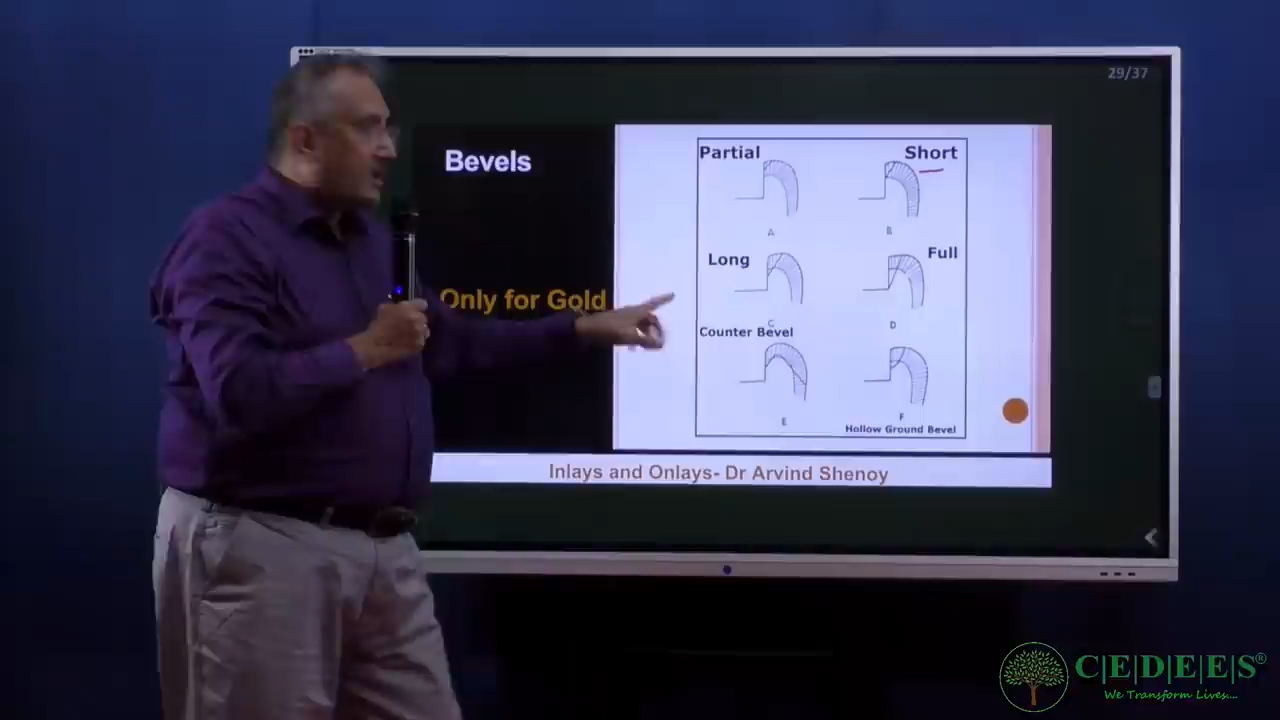 29/37
Bevels
Only for Gold
Partial
Short
A
B
Long
Full
C
D
Counter Bevel
E
F
Hollow Ground Bevel
Inlays and Onlays- Dr Arvind Shenoy
C|E|D|E|E|S®
We Transform Lives...